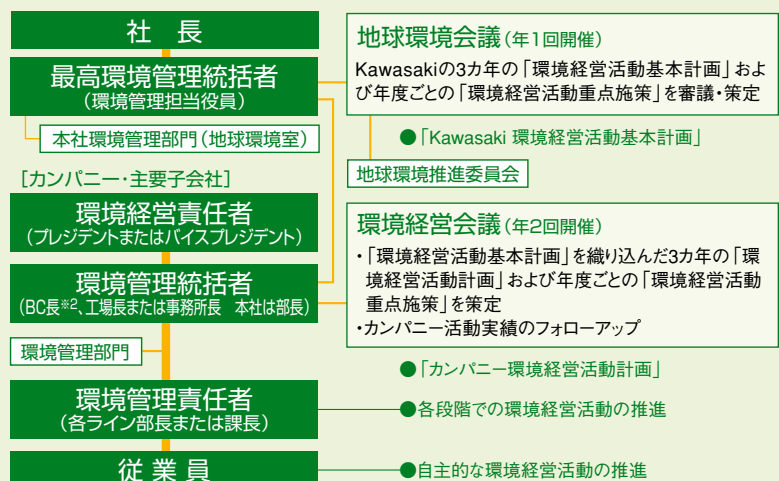 社 長
最高環境管理統括者
(環境管理担当役員)
本社環境管理部門(地球環境室)
[カンパニー・主要子会社]
環境経営責任者
(プレジデントまたはバイスプレジデント)
環境管理統括者
(BC長※2、工場長または事務所長 本社は部長)
環境管理部門
環境管理責任者
(各ライン部長または課長)
従 業 員
地球環境会議(年1回開催)
Kawasakiの3カ年の「環境経営活動基本計画」およ
び年度ごとの「環境経営活動重点施策」を審議・策定
●「Kawasaki 環境経営活動基本計画」
地球環境推進委員会
環境経営会議(年2回開催)
・「環境経営活動基本計画」を織り込んだ3カ年の「環
境経営活動計画」および年度ごとの「環境経営活動
重点施策」を策定
・カンパニー活動実績のフォローアップ
●「カンパニー環境経営活動計画」
●各段階での環境経営活動の推進
●自主的な環境経営活動の推進